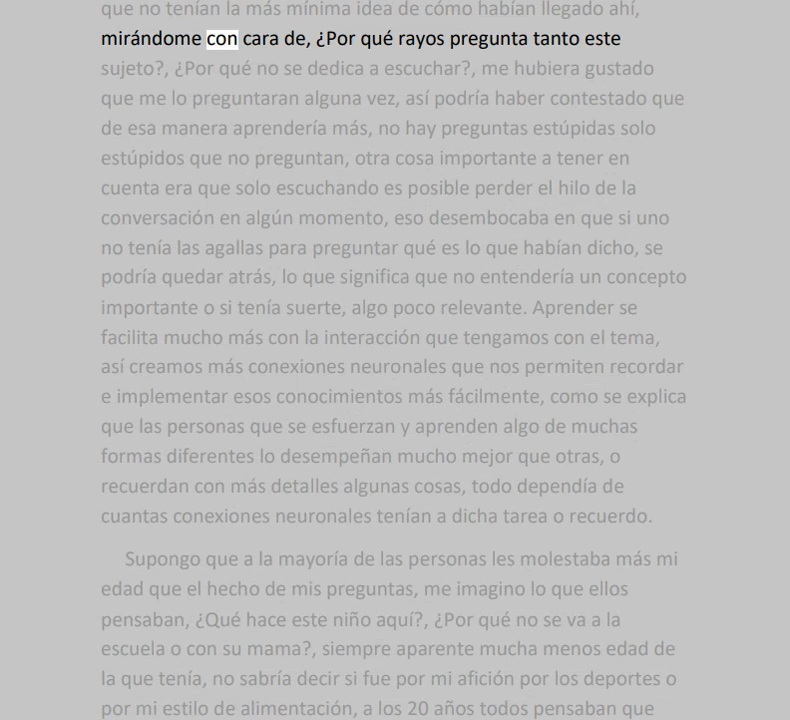 que no tenían la más mínima idea de cómo habían llegado ahí,
mirándome con cara de, ¿Por qué rayos pregunta tanto este
sujeto?, ¿Por qué no se dedica a escuchar?, me hubiera gustado
que me lo preguntaran alguna vez, así podría haber contestado que
de esa manera aprendería más, no hay preguntas estúpidas solo
estúpidos que no preguntan, otra cosa importante a tener en
cuenta era que solo escuchando es posible perder el hilo de la
conversación en algún momento, eso desembocaba en que si uno
no tenía las agallas para preguntar qué es lo que habían dicho, se
podría quedar atrás, lo que significa que no entendería un concepto
importante o si tenía suerte, algo poco relevante. Aprender se
facilita mucho más con la interacción que tengamos con el tema,
así creamos más conexiones neuronales que nos permiten recordar
e implementar esos conocimientos más fácilmente, como se explica
que las personas que se esfuerzan y aprenden algo de muchas
formas diferentes lo desempeñan mucho mejor que otras, o
recuerdan con más detalles algunas cosas, todo dependía de
cuantas conexiones neuronales tenían a dicha tarea o recuerdo.
Supongo que a la mayoría de las personas les molestaba más mi
edad que el hecho de mis preguntas, me imagino lo que ellos
pensaban, ¿Qué hace este niño aquí?, ¿Por qué no se va a la
escuela o con su mama?, siempre aparente mucha menos edad de
la que tenía, no sabría decir si fue por mi afición por los deportes o
por mi estilo de alimentación, a los 20 años todos pensaban que